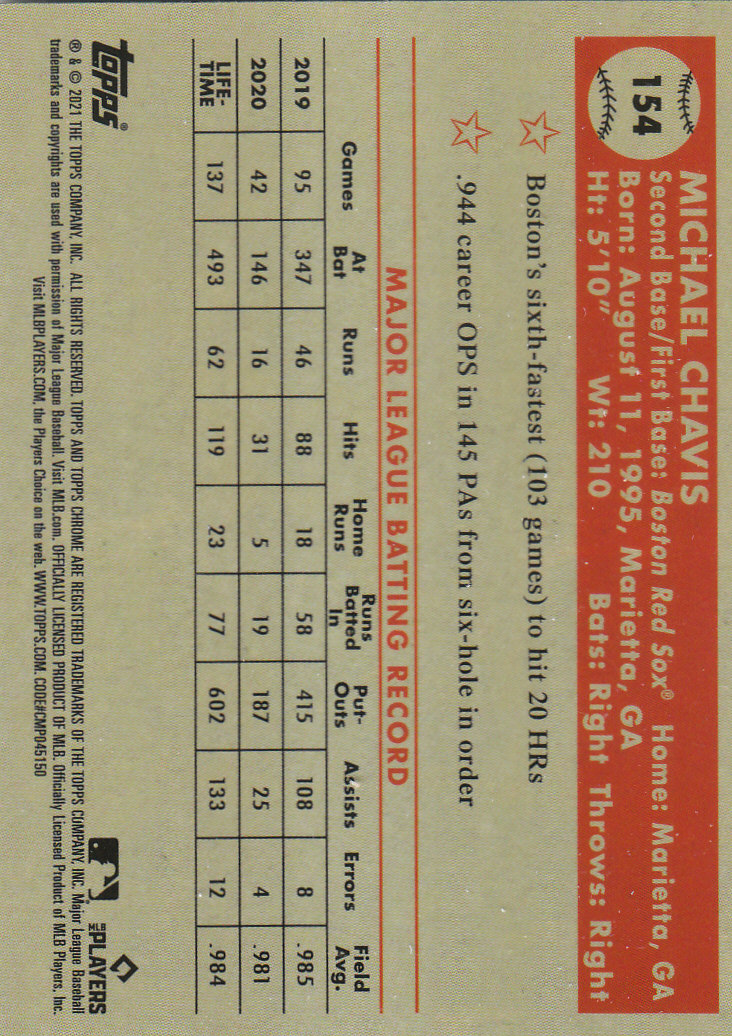 154
MICHAEL CHAVIS
Second Base/First Base: Boston Red Sox® Home: Marietta, GA
Born: August 11, 1995, Marietta, GA
Ht: 5'10" Wt: 210 Bats: Right Throws: Right
Boston's sixth-fastest (103 games) to hit 20 HRs
.944 career OPS in 145 PAs from six-hole in order
MAJOR LEAGUE BATTING RECORD
Games At Bat Runs Hits Home Runs Runs Batted In Put-Outs Assists Errors Field Avg.
2019 95 347 46 88 18 58 415 108 8 .985
2020 42 146 16 31 5 19 187 25 4 .981
LIFE-TIME 137 493 62 119 23 77 602 133 12 .984
topps®
MLB PLAYERS
® & © 2021 THE TOPPS COMPANY, INC. ALL RIGHTS RESERVED. TOPPS AND TOPPS CHROME ARE REGISTERED TRADEMARKS OF THE TOPPS COMPANY, INC. Major League Baseball
trademarks and copyrights are used with permission of Major League Baseball. Visit MLB.com. OFFICIALLY LICENSED PRODUCT OF MLB. Officially Licensed Product of MLB Players, Inc.
Visit MLBPLAYERS.COM, the Players Choice on the web. WWW.TOPPS.COM. CODE#CMP045150